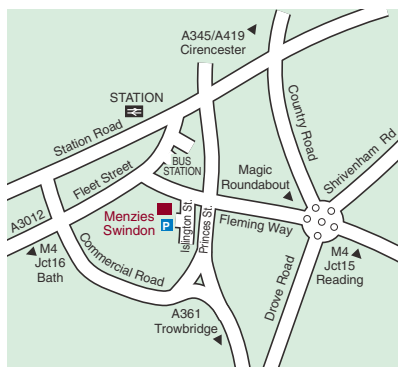 A345/A419
Cirencester
STATION
Station Road
Country Road
Shrivenham Rd
BUS
STATION
Fleet Street
Magic
Roundabout
A3012
Menzies
Swindon
P
Islington St.
Princes St.
Fleming Way
M4
Jct16
Bath
Commercial Road
Drove Road
M4
Jct15
Reading
A361
Trowbridge